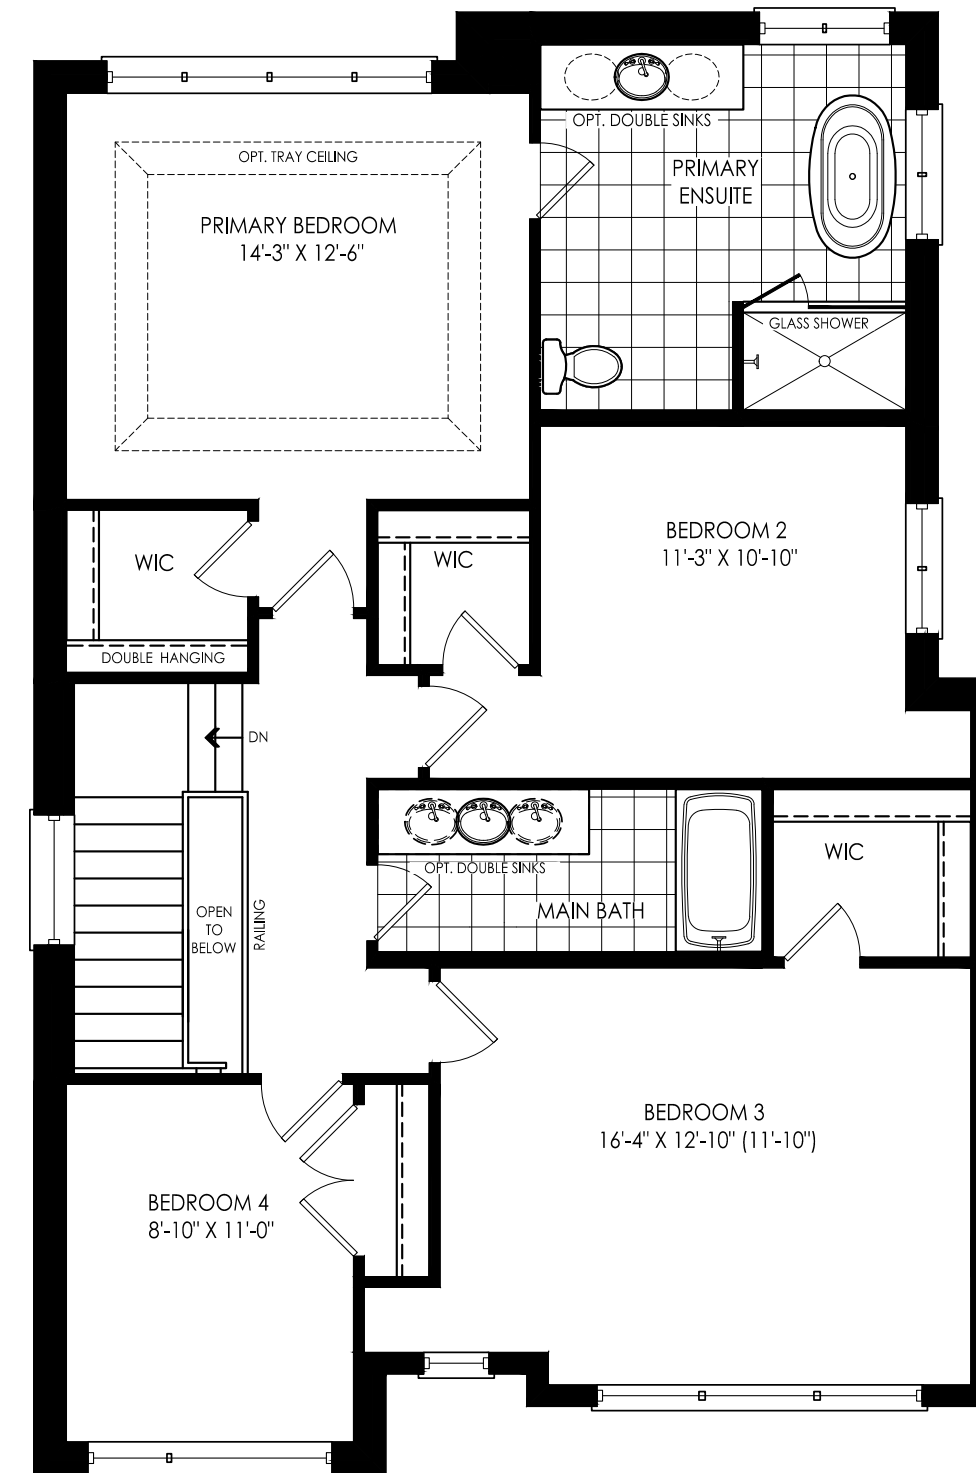 OPT. DOUBLE SINKS
OPT. TRAY CEILING
PRIMARY
ENSUITE
PRIMARY BEDROOM
14'-3" X 12'-6"
GLASS SHOWER
BEDROOM 2
11'-3" X 10'-10"
WIC
WIC
DOUBLE HANGING
DN
WIC
OPT. DOUBLE SINKS
MAIN BATH
OPEN
TO
BELOW
RAILING
BEDROOM 3
16'-4" X 12'-10" (11'-10")
BEDROOM 4
8'-10" X 11'-0"